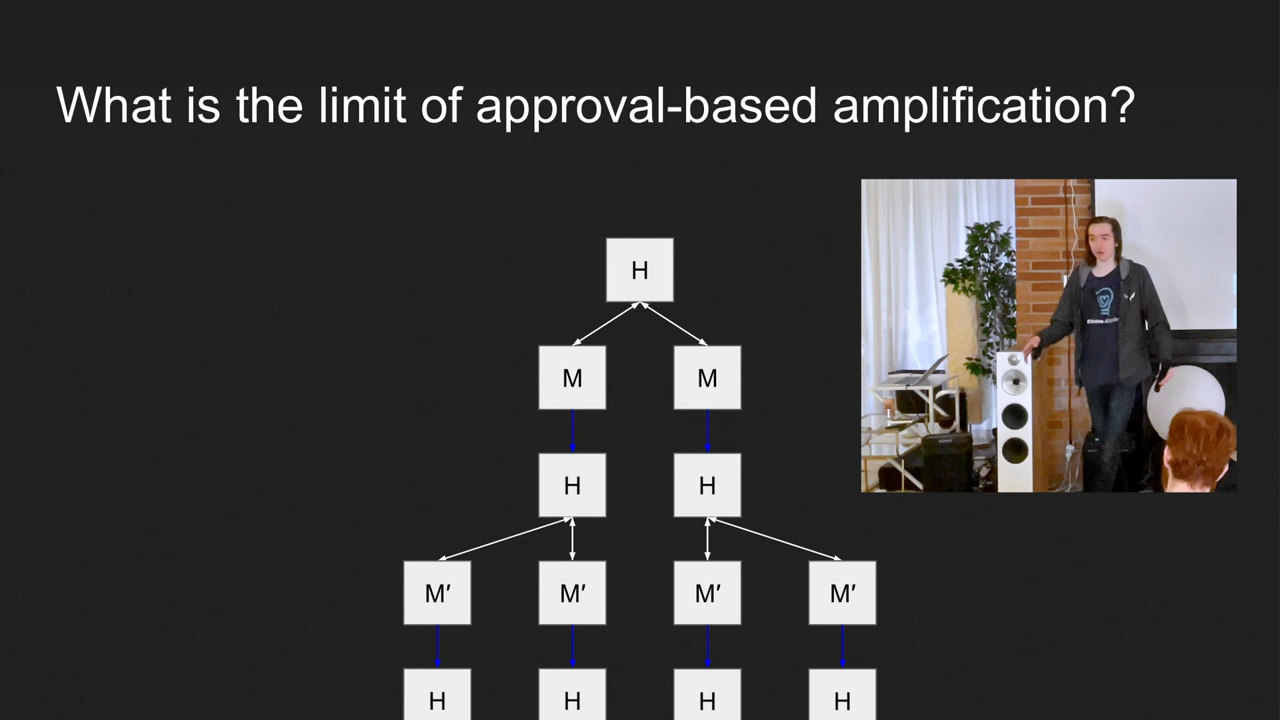 What is the limit of approval-based amplification?
H
M M
H H
M′ M′ M′ M′
H H H H